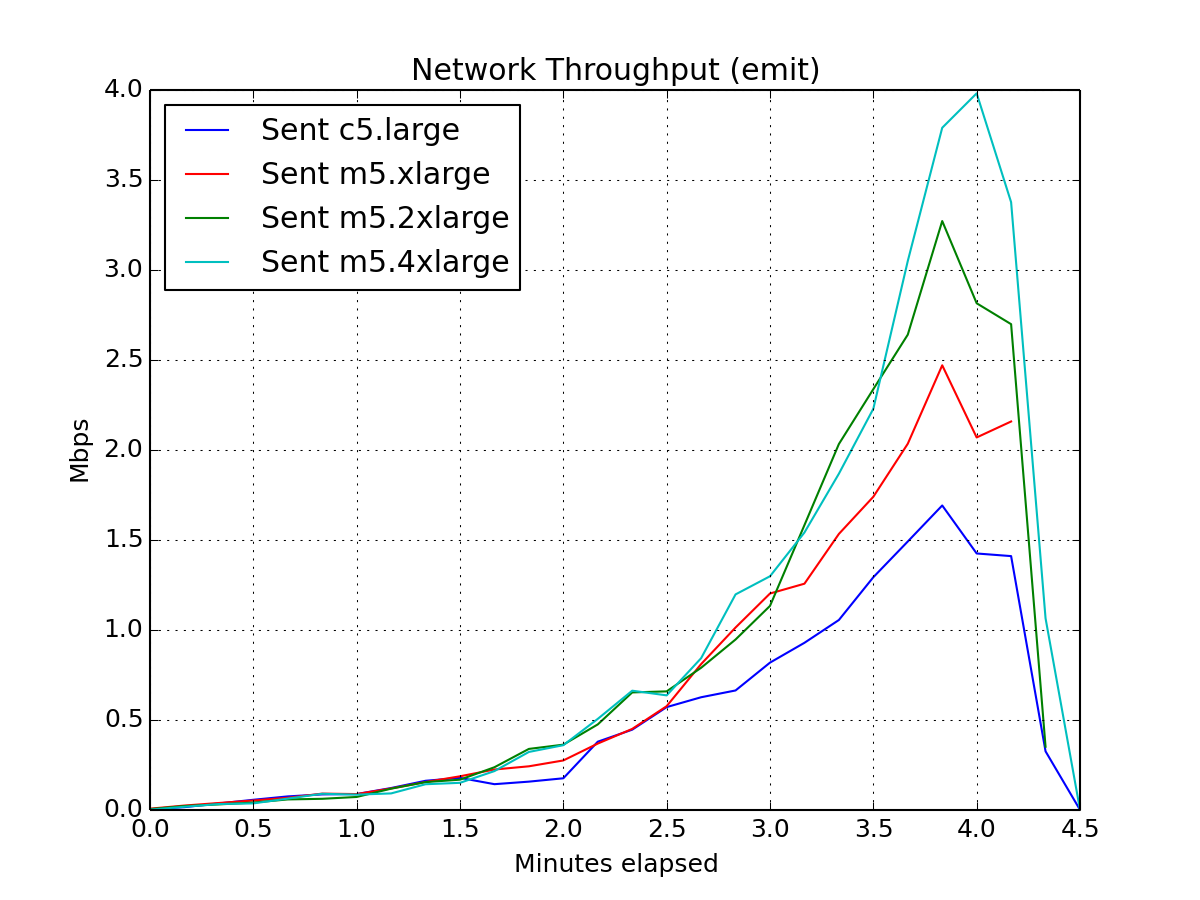 Network Throughput (emit)
4.0
3.5
3.0
2.5
2.0
1.5
1.0
0.5
0.0
Mbps
Sent c5.large
Sent m5.xlarge
Sent m5.2xlarge
Sent m5.4xlarge
0.0 0.5 1.0 1.5 2.0 2.5 3.0 3.5 4.0 4.5
Minutes elapsed